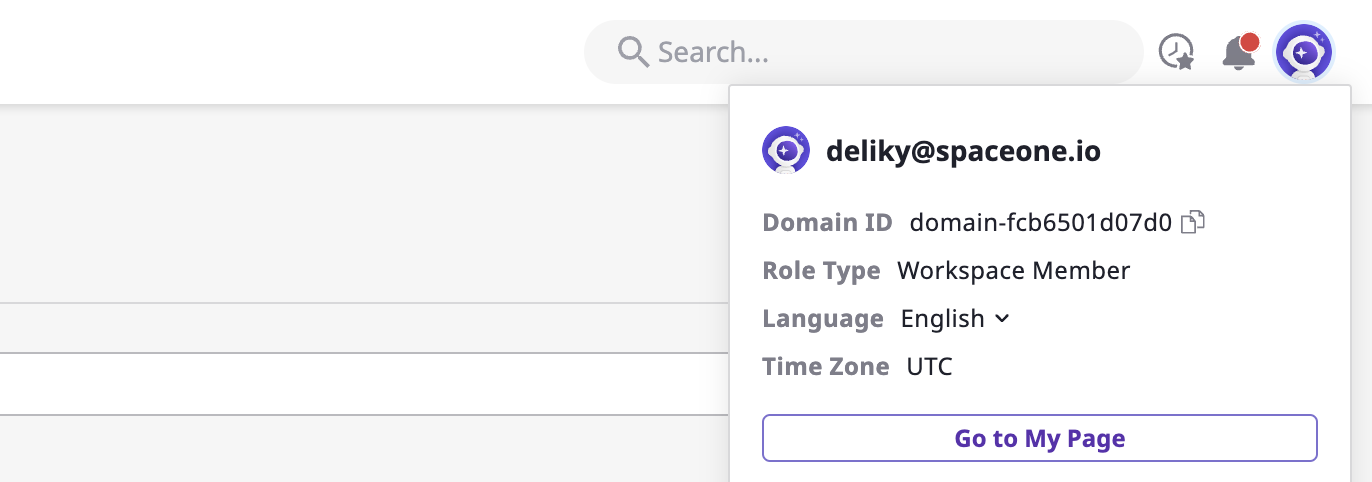 Search...
deliky@spaceone.io
Domain ID domain-fcb6501d07d0
Role Type Workspace Member
Language English
Time Zone UTC
Go to My Page